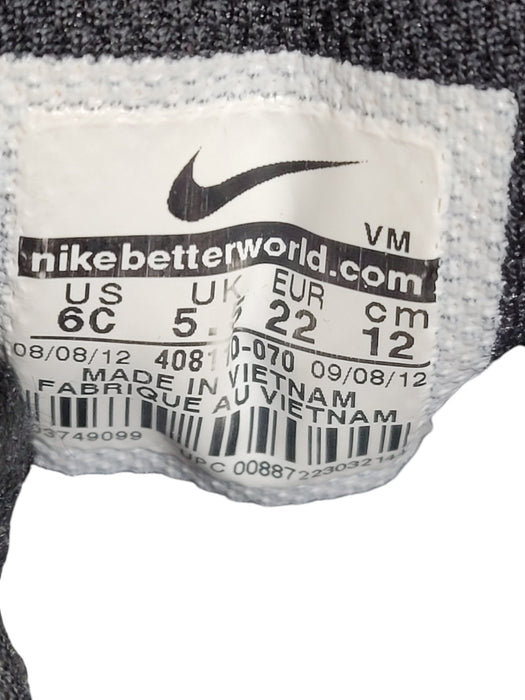 VM
nikebetterworld.com
US UK EUR cm
6C 22 12
08/08/12 09/08/12
MADE IN VIETNAM
FABRIQUE AU VIETNAM
UPC